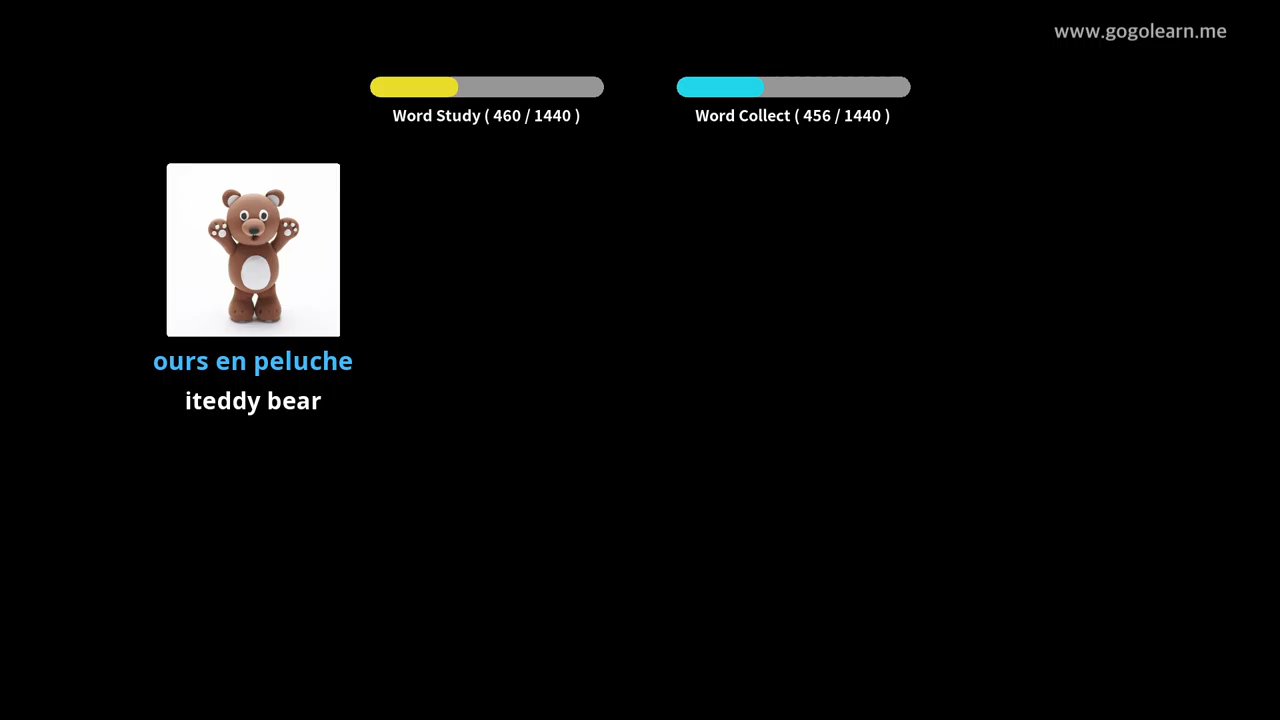 www.gogolearn.me
Word Study ( 460 / 1440 )
Word Collect ( 456 / 1440 )
ours en peluche
iteddy bear